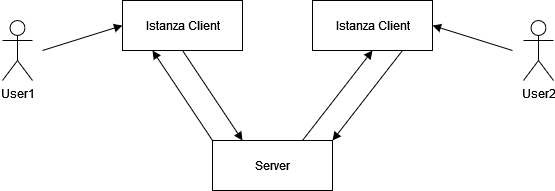 Istanza Client
Istanza Client
User1
User2
Server